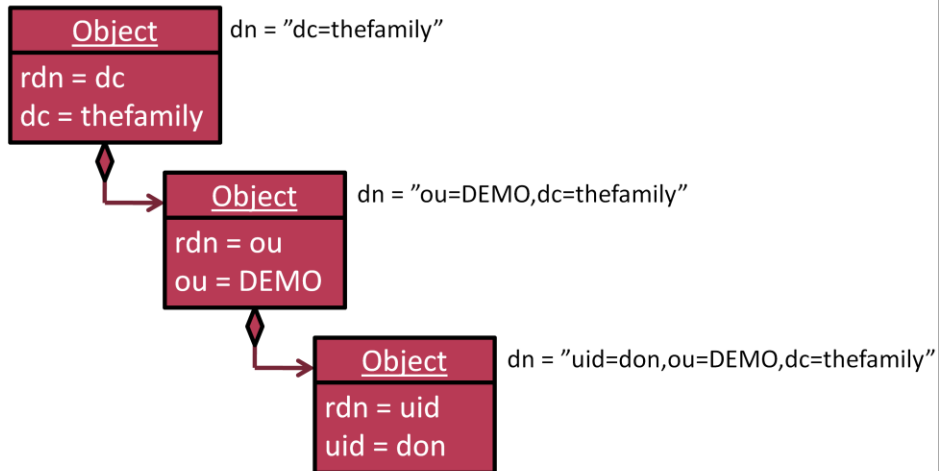 Object
dn = ”dc=thefamily”
rdn = dc
dc = thefamily
Object
dn = ”ou=DEMO,dc=thefamily”
rdn = ou
ou = DEMO
Object
dn = ”uid=don,ou=DEMO,dc=thefamily”
rdn = uid
uid = don